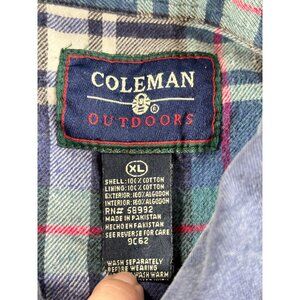 COLEMAN
®
OUTDOORS
XL
SHELL: 100% COTTON
LINING: 100% COTTON
EXTERIOR: 100% ALGODON
INTERIOR: 100% ALGODON
RN# 58992
MADE IN PAKISTAN
HECHO EN PAKISTAN
SEE REVERSE FOR CARE
9C62
WASH SEPARATELY
BEFORE WEARING